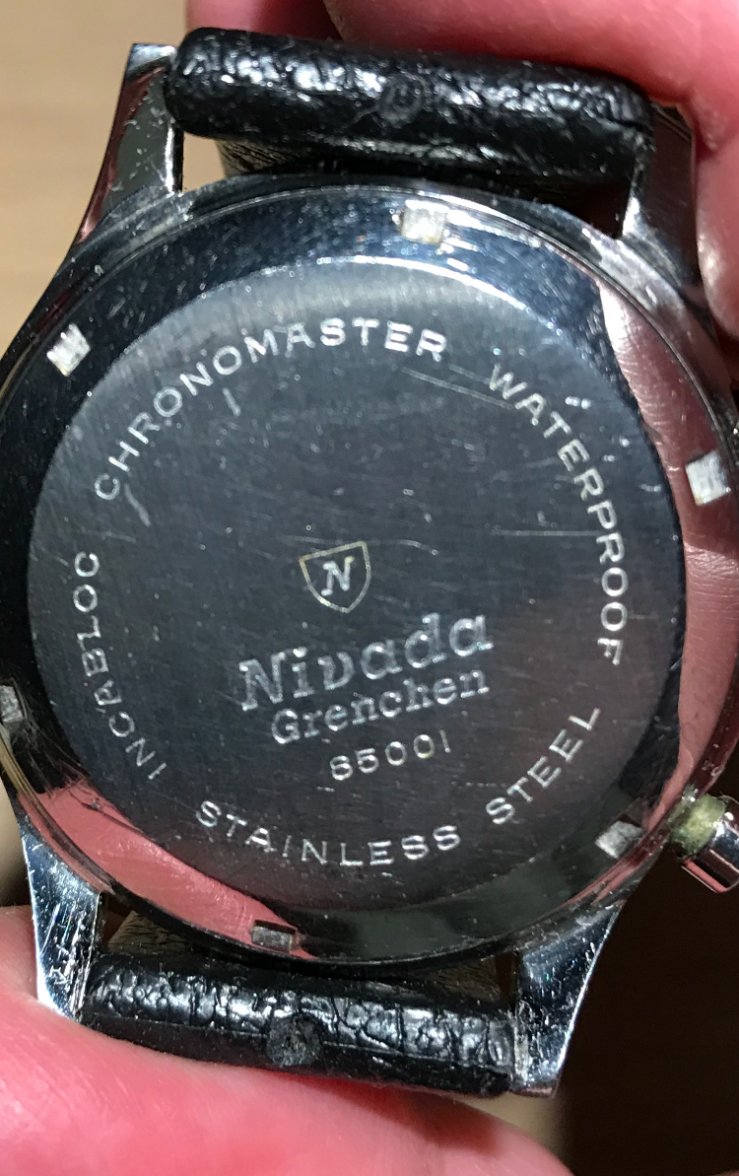 CHRONOMASTER WATERPROOF
STAINLESS STEEL
INCABLOC
N
Nivada
Grenchen
85001